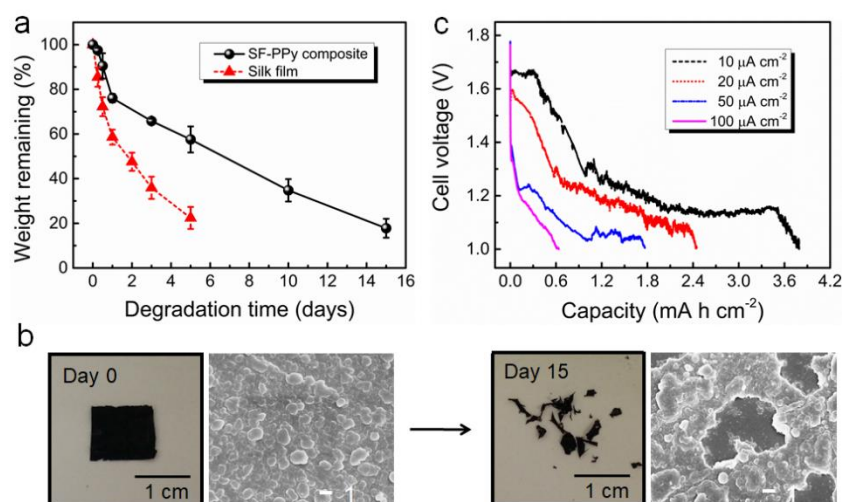 a
Weight remaining (%)
100
80
60
40
20
0
SF-PPy composite
Silk film
0 2 4 6 8 10 12 14 16
Degradation time (days)
c
Cell voltage (V)
1.8
1.6
1.4
1.2
1.0
10 μA cm⁻²
20 μA cm⁻²
50 μA cm⁻²
100 μA cm⁻²
0.0 0.6 1.2 1.8 2.4 3.0 3.6 4.2
Capacity (mA h cm⁻²)
b
Day 0
1 cm
1
Day 15
1 cm